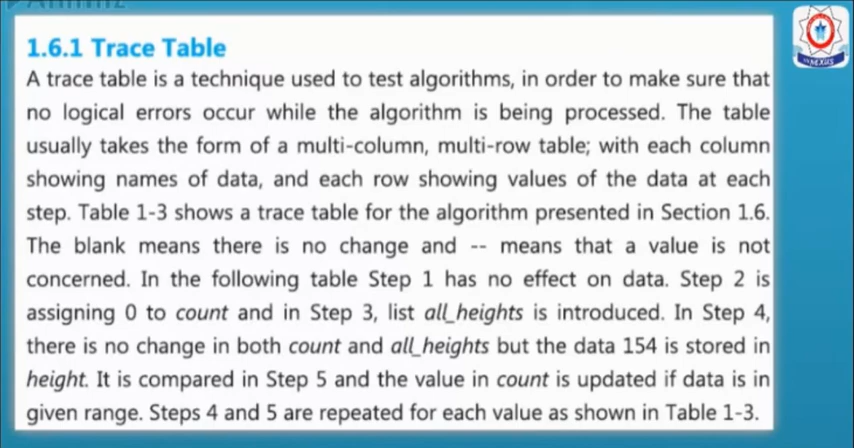 1.6.1 Trace Table
A trace table is a technique used to test algorithms, in order to make sure that
no logical errors occur while the algorithm is being processed. The table
usually takes the form of a multi-column, multi-row table; with each column
showing names of data, and each row showing values of the data at each
step. Table 1-3 shows a trace table for the algorithm presented in Section 1.6.
The blank means there is no change and -- means that a value is not
concerned. In the following table Step 1 has no effect on data. Step 2 is
assigning 0 to count and in Step 3, list all_heights is introduced. In Step 4,
there is no change in both count and all_heights but the data 154 is stored in
height. It is compared in Step 5 and the value in count is updated if data is in
given range. Steps 4 and 5 are repeated for each value as shown in Table 1-3.